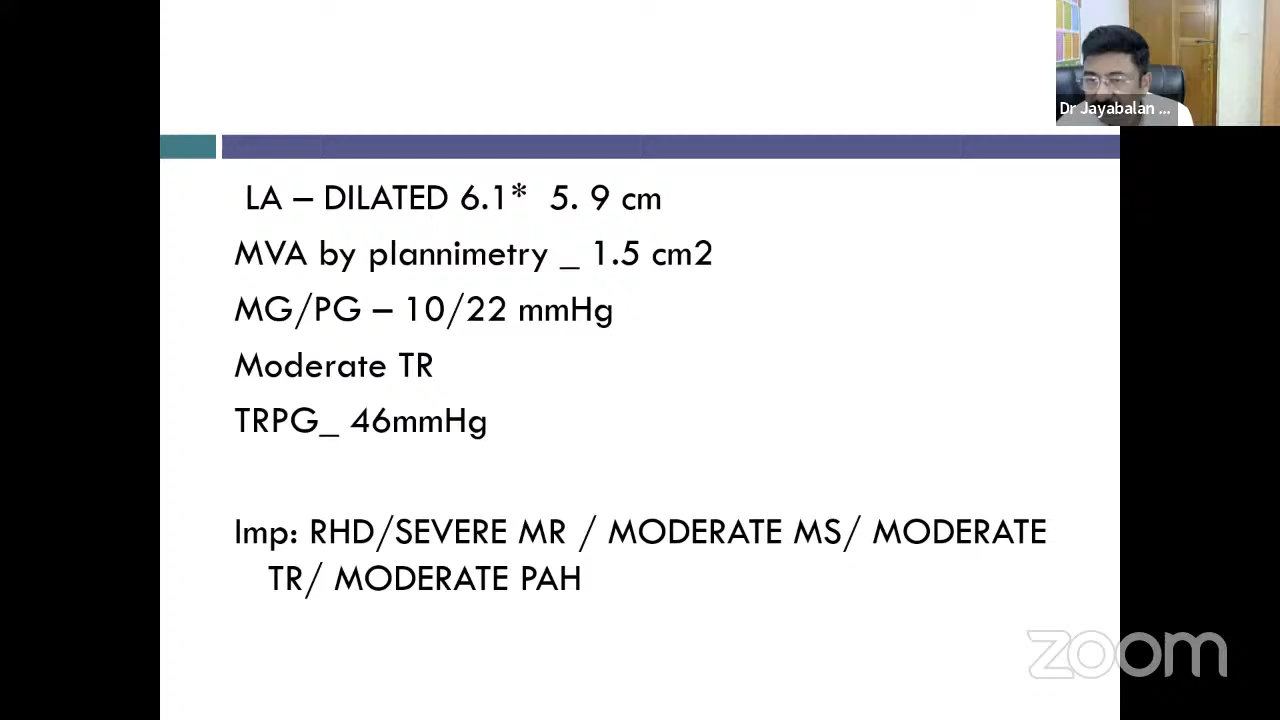 Dr Jayabalan ...
LA – DILATED 6.1* 5. 9 cm
MVA by plannimetry _ 1.5 cm2
MG/PG – 10/22 mmHg
Moderate TR
TRPG_ 46mmHg
Imp: RHD/SEVERE MR / MODERATE MS/ MODERATE
TR/ MODERATE PAH
zoom